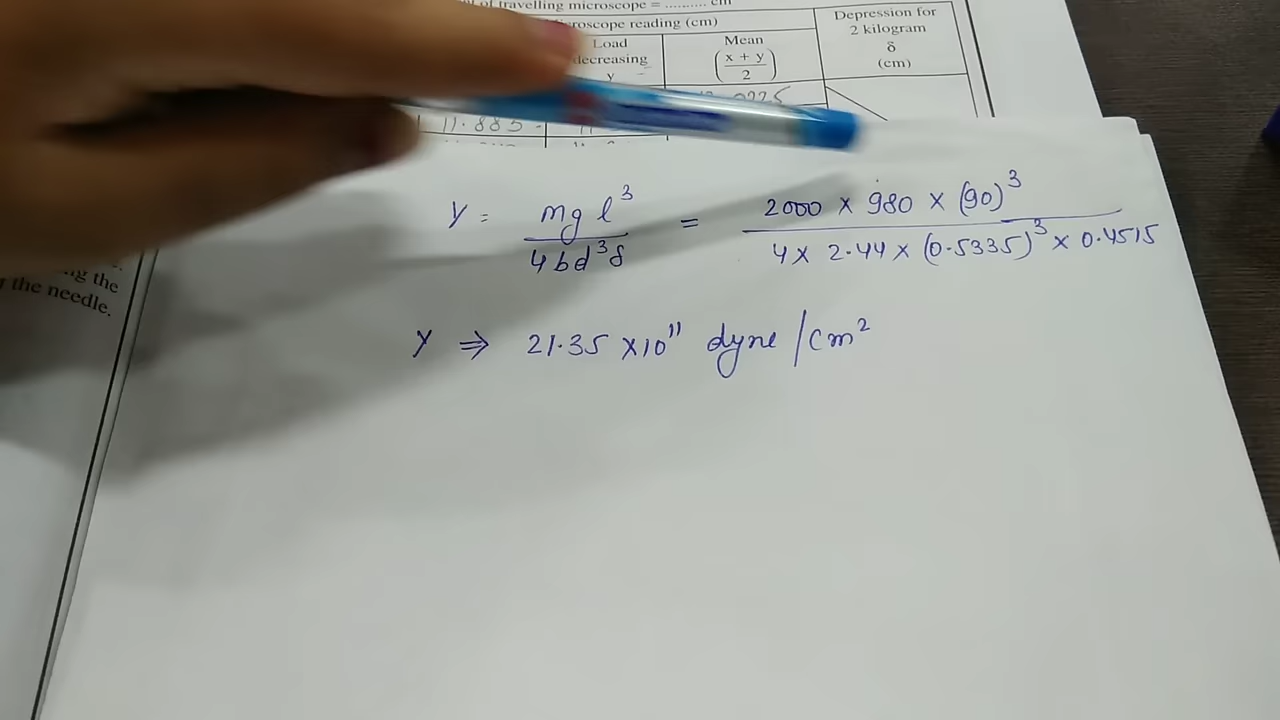 of travelling microscope = .......... cm
roscope reading (cm)
Depression for
2 kilogram
δ
(cm)
Load
decreasing
y
Mean
(x + y / 2)
11.885
Y = mgl³ / 4bd³δ = 2000 × 980 × (90)³ / 4 × 2.44 × (0.5335)³ × 0.4515
Y ⇒ 21.35 × 10¹¹ dyne/cm²
the
the needle.